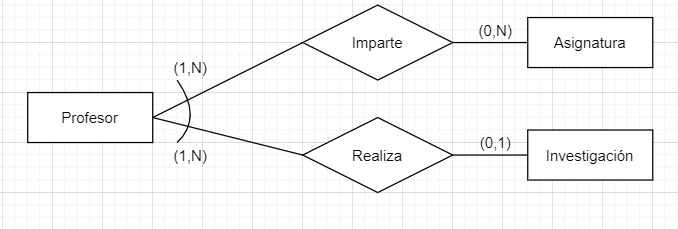 Imparte
(0,N)
Asignatura
(1,N)
Profesor
(1,N)
Realiza
(0,1)
Investigación